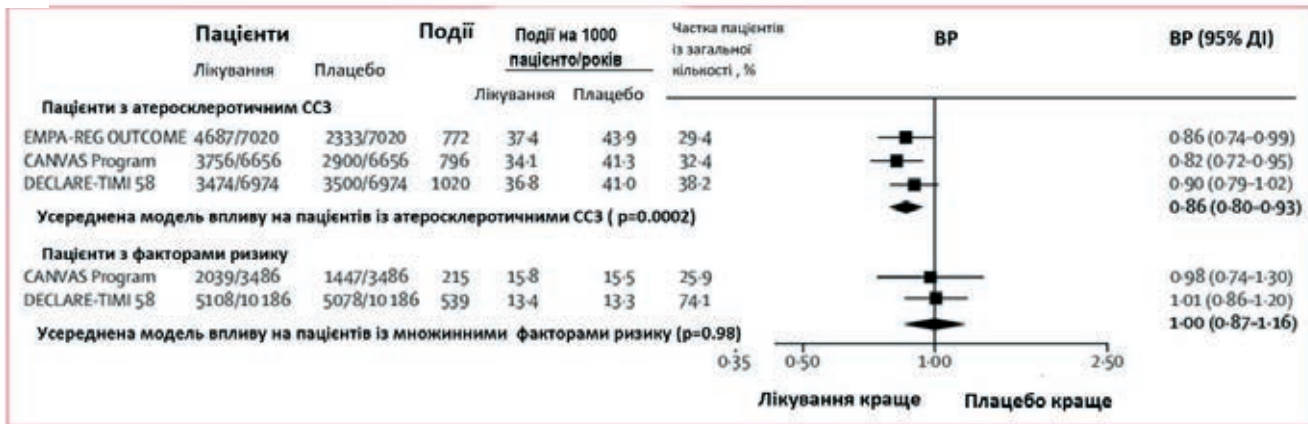 Пацієнти Події Події на 1000 Частка пацієнтів ВР ВР (95% ДІ)
пацієнто/років із загальної
Лікування Плацебо кількості , %
Лікування Плацебо
Пацієнти з атеросклеротичним ССЗ
EMPA-REG OUTCOME 4687/7020 2333/7020 772 37·4 43·9 29·4 0·86 (0·74–0·99)
CANVAS Program 3756/6656 2900/6656 796 34·1 41·3 32·4 0·82 (0·72–0·95)
DECLARE-TIMI 58 3474/6974 3500/6974 1020 36·8 41·0 38·2 0·90 (0·79–1·02)
Усереднена модель впливу на пацієнтів із атеросклеротичними ССЗ ( p=0.0002) 0·86 (0·80–0·93)
Пацієнти з факторами ризику
CANVAS Program 2039/3486 1447/3486 215 15·8 15·5 25·9 0·98 (0·74–1·30)
DECLARE-TIMI 58 5108/10 186 5078/10 186 539 13·4 13·3 74·1 1·01 (0·86–1·20)
Усереднена модель впливу на пацієнтів із множинними факторами ризику (p=0.98) 1·00 (0·87–1·16)
0·35 0·50 1·00 2·50
Лікування краще Плацебо краще